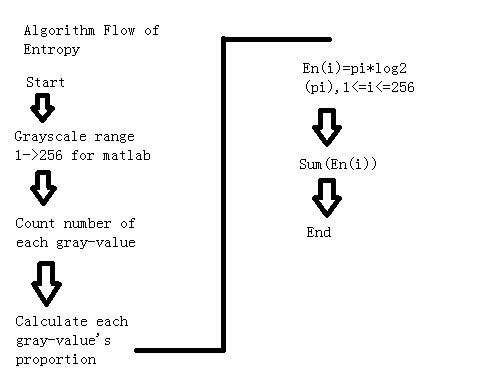 Algorithm Flow of
Entropy
Start
Grayscale range
1->256 for matlab
Count number of
each gray-value
Calculate each
gray-value's
proportion
En(i)=pi*log2
(pi),1<=i<=256
Sum(En(i))
End